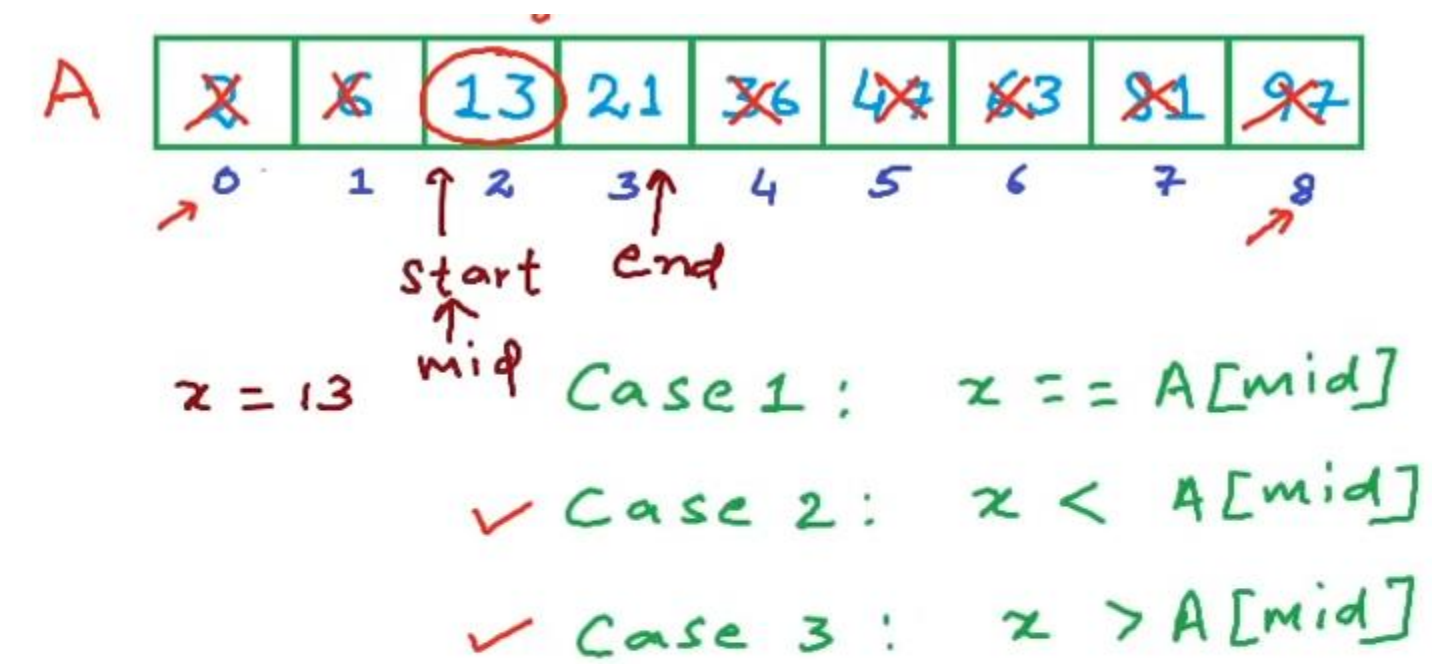 A 2 6 13 21 36 47 63 81 97
0 1 2 3 4 5 6 7 8
start end
mid
x = 13
Case 1 : x == A[mid]
Case 2 : x < A[mid]
Case 3 : x > A[mid]